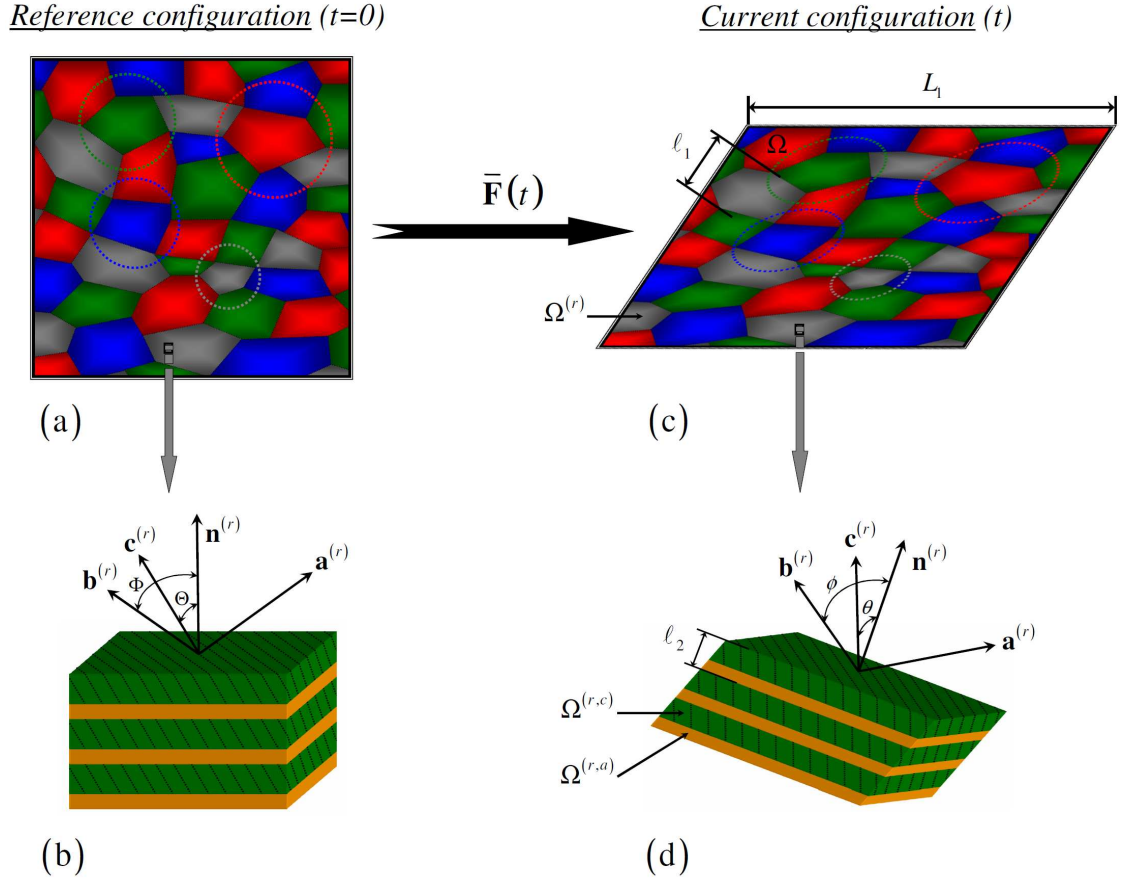 Reference configuration (t=0)
Current configuration (t)
L₁
ℓ₁
Ω
F̄(t)
Ω⁽ʳ⁾
(a)
(c)
n⁽ʳ⁾
c⁽ʳ⁾
b⁽ʳ⁾
Φ
Θ
a⁽ʳ⁾
c⁽ʳ⁾
n⁽ʳ⁾
b⁽ʳ⁾
ϕ
θ
a⁽ʳ⁾
ℓ₂
Ω⁽ʳ,ᶜ⁾
Ω⁽ʳ,ᵃ⁾
(b)
(d)